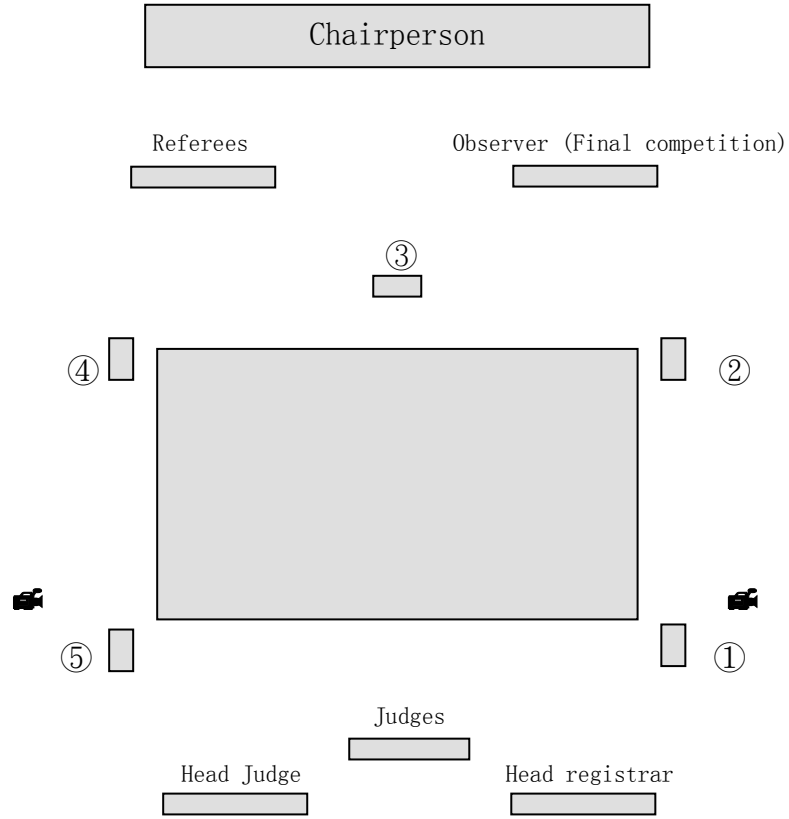 Chairperson
Referees
Observer (Final competition)
③
④
②
⑤
①
Judges
Head Judge
Head registrar